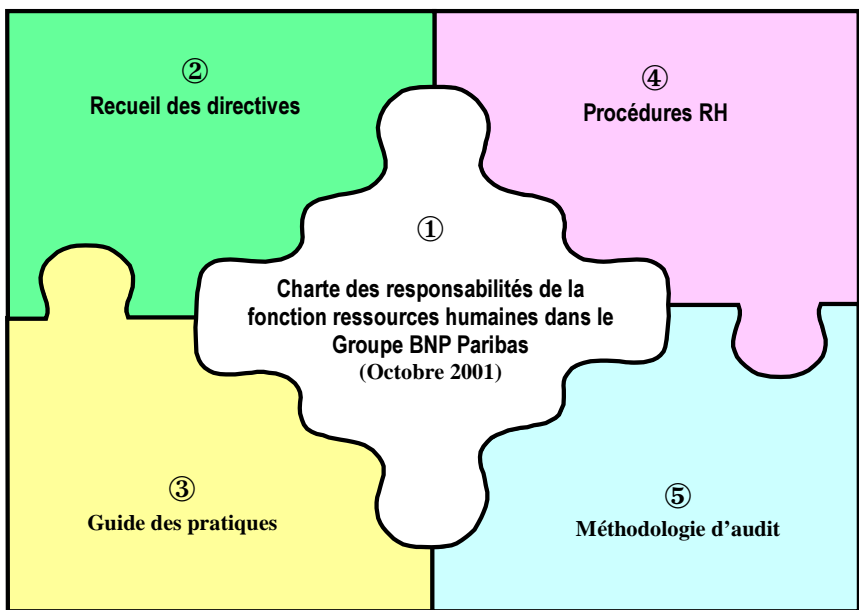 ②
Recueil des directives
④
Procédures RH
①
Charte des responsabilités de la
fonction ressources humaines dans le
Groupe BNP Paribas
(Octobre 2001)
③
Guide des pratiques
⑤
Méthodologie d’audit